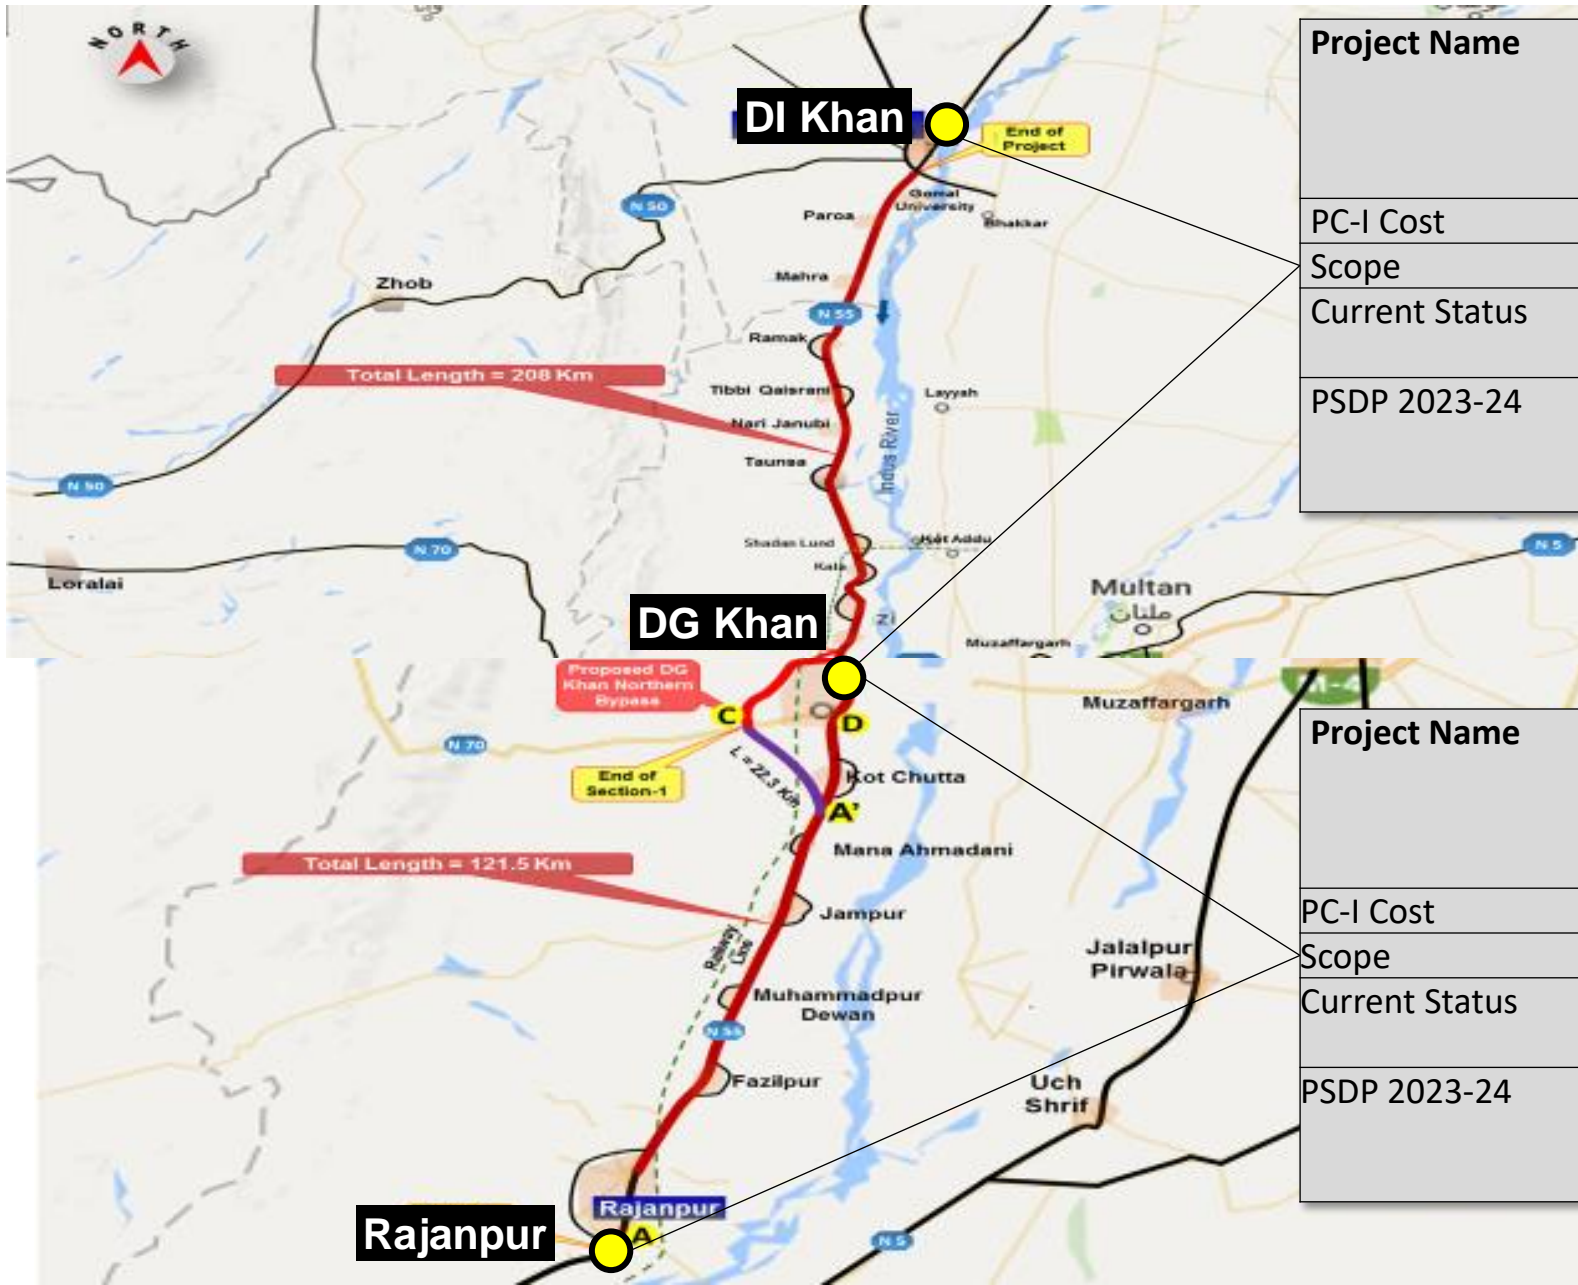 NORTH
DI Khan
End of
Project
Gomal
University
Bhakkar
Paroa
N 50
Mahra
Zhob
N 55
Ramak
Total Length = 208 Km
Tibbi Qaisrani
Layyah
Nari Janubi
Indus River
Taunsa
N 50
Shadan Lund
Kot Addu
N 70
N 5
Kala
Loralai
Multan
ملتان
DG Khan
Zi
Muzaffargarh
Proposed DG
Khan Northern
Bypass
M-4
Muzaffargarh
C
D
N 70
L = 22.3 Km
End of
Section-1
Kot Chutta
A'
Mana Ahmadani
Total Length = 121.5 Km
Jampur
Railway
Line
Jalalpur
Pirwala
Muhammadpur
Dewan
N 55
Fazilpur
Uch
Shrif
Rajanpur
Rajanpur
A
N 5
Project Name
PC-I Cost
Scope
Current Status
PSDP 2023-24
Project Name
PC-I Cost
Scope
Current Status
PSDP 2023-24